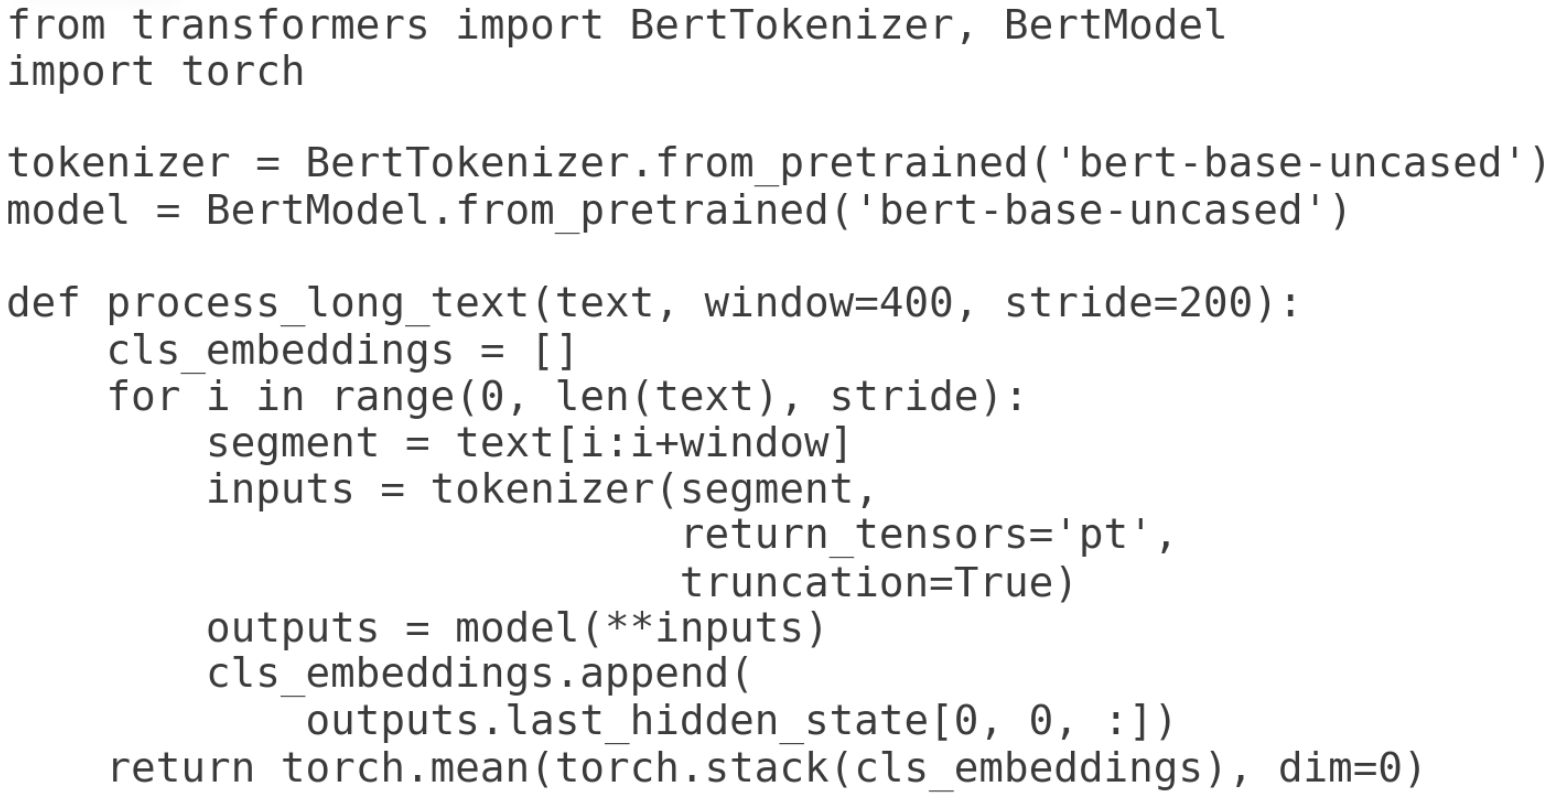 from transformers import BertTokenizer, BertModel
import torch

tokenizer = BertTokenizer.from_pretrained('bert-base-uncased')
model = BertModel.from_pretrained('bert-base-uncased')

def process_long_text(text, window=400, stride=200):
    cls_embeddings = []
    for i in range(0, len(text), stride):
        segment = text[i:i+window]
        inputs = tokenizer(segment,
                           return_tensors='pt',
                           truncation=True)
        outputs = model(**inputs)
        cls_embeddings.append(
            outputs.last_hidden_state[0, 0, :])
    return torch.mean(torch.stack(cls_embeddings), dim=0)